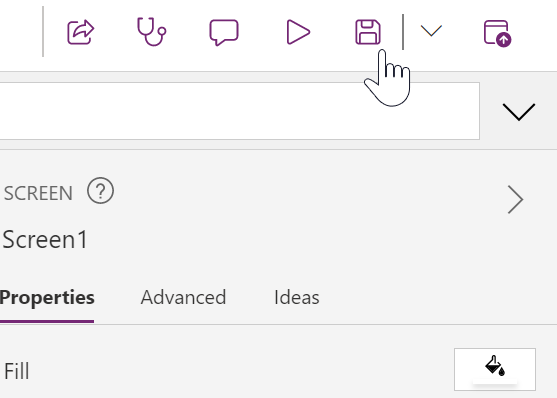 SCREEN
Screen1
Properties Advanced Ideas
Fill